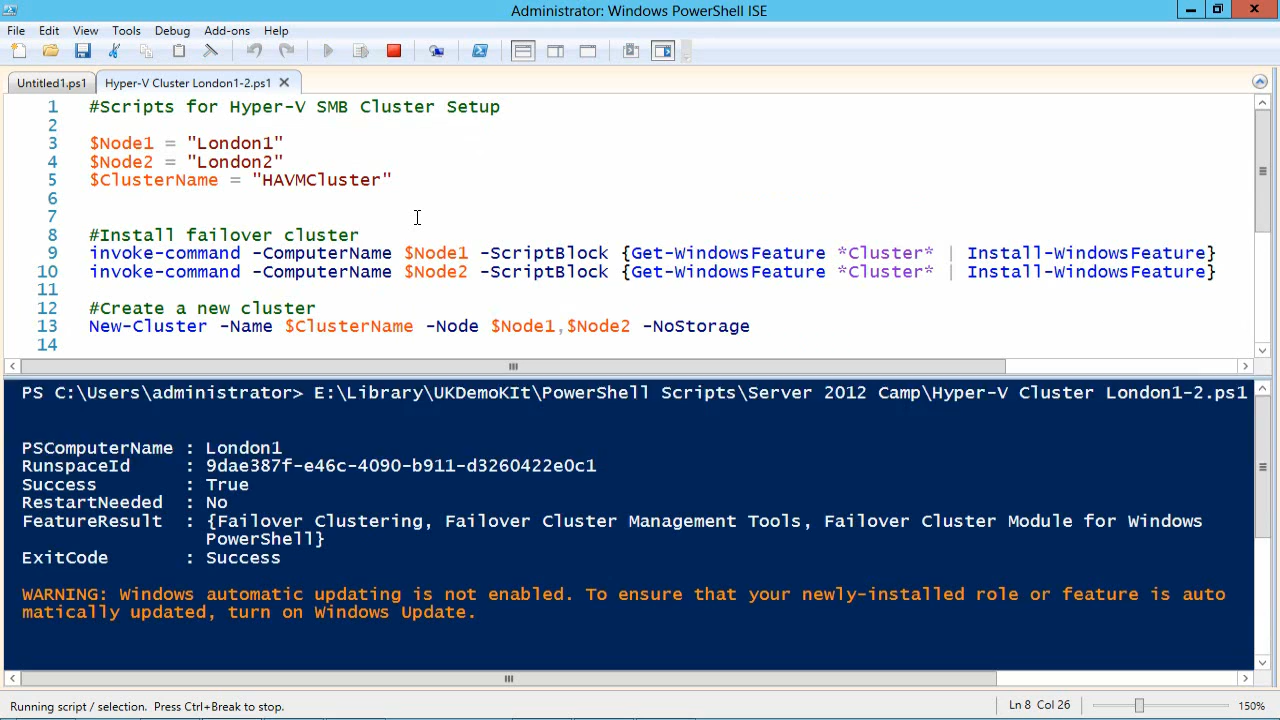 Administrator: Windows PowerShell ISE
File Edit View Tools Debug Add-ons Help
Untitled1.ps1 Hyper-V Cluster London1-2.ps1
1 #Scripts for Hyper-V SMB Cluster Setup
2
3 $Node1 = "London1"
4 $Node2 = "London2"
5 $ClusterName = "HAVMCluster"
6
7
8 #Install failover cluster
9 invoke-command -ComputerName $Node1 -ScriptBlock {Get-WindowsFeature *Cluster* | Install-WindowsFeature}
10 invoke-command -ComputerName $Node2 -ScriptBlock {Get-WindowsFeature *Cluster* | Install-WindowsFeature}
11
12 #Create a new cluster
13 New-Cluster -Name $ClusterName -Node $Node1,$Node2 -NoStorage
14
PS C:\Users\administrator> E:\Library\UKDemoKIt\PowerShell Scripts\Server 2012 Camp\Hyper-V Cluster London1-2.ps1
PSComputerName : London1
RunspaceId : 9dae387f-e46c-4090-b911-d3260422e0c1
Success : True
RestartNeeded : No
FeatureResult : {Failover Clustering, Failover Cluster Management Tools, Failover Cluster Module for Windows
PowerShell}
ExitCode : Success
WARNING: Windows automatic updating is not enabled. To ensure that your newly-installed role or feature is auto
matically updated, turn on Windows Update.
Running script / selection. Press Ctrl+Break to stop. Ln 8 Col 26 150%